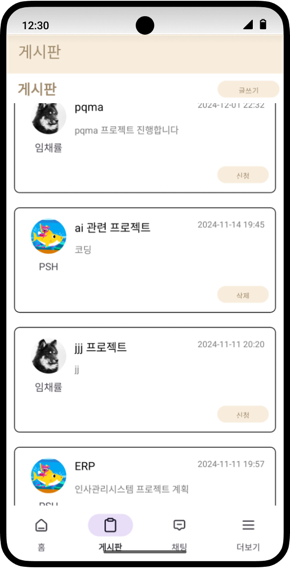 12:30
게시판
게시판
글쓰기
pqma
2024-12-01 22:32
pqma 프로젝트 진행합니다
임채률
신청
ai 관련 프로젝트
2024-11-14 19:45
코딩
PSH
삭제
jjj 프로젝트
2024-11-11 20:20
jj
임채률
신청
ERP
2024-11-11 19:57
인사관리시스템 프로젝트 계획
PSH
홈
게시판
채팅
더보기